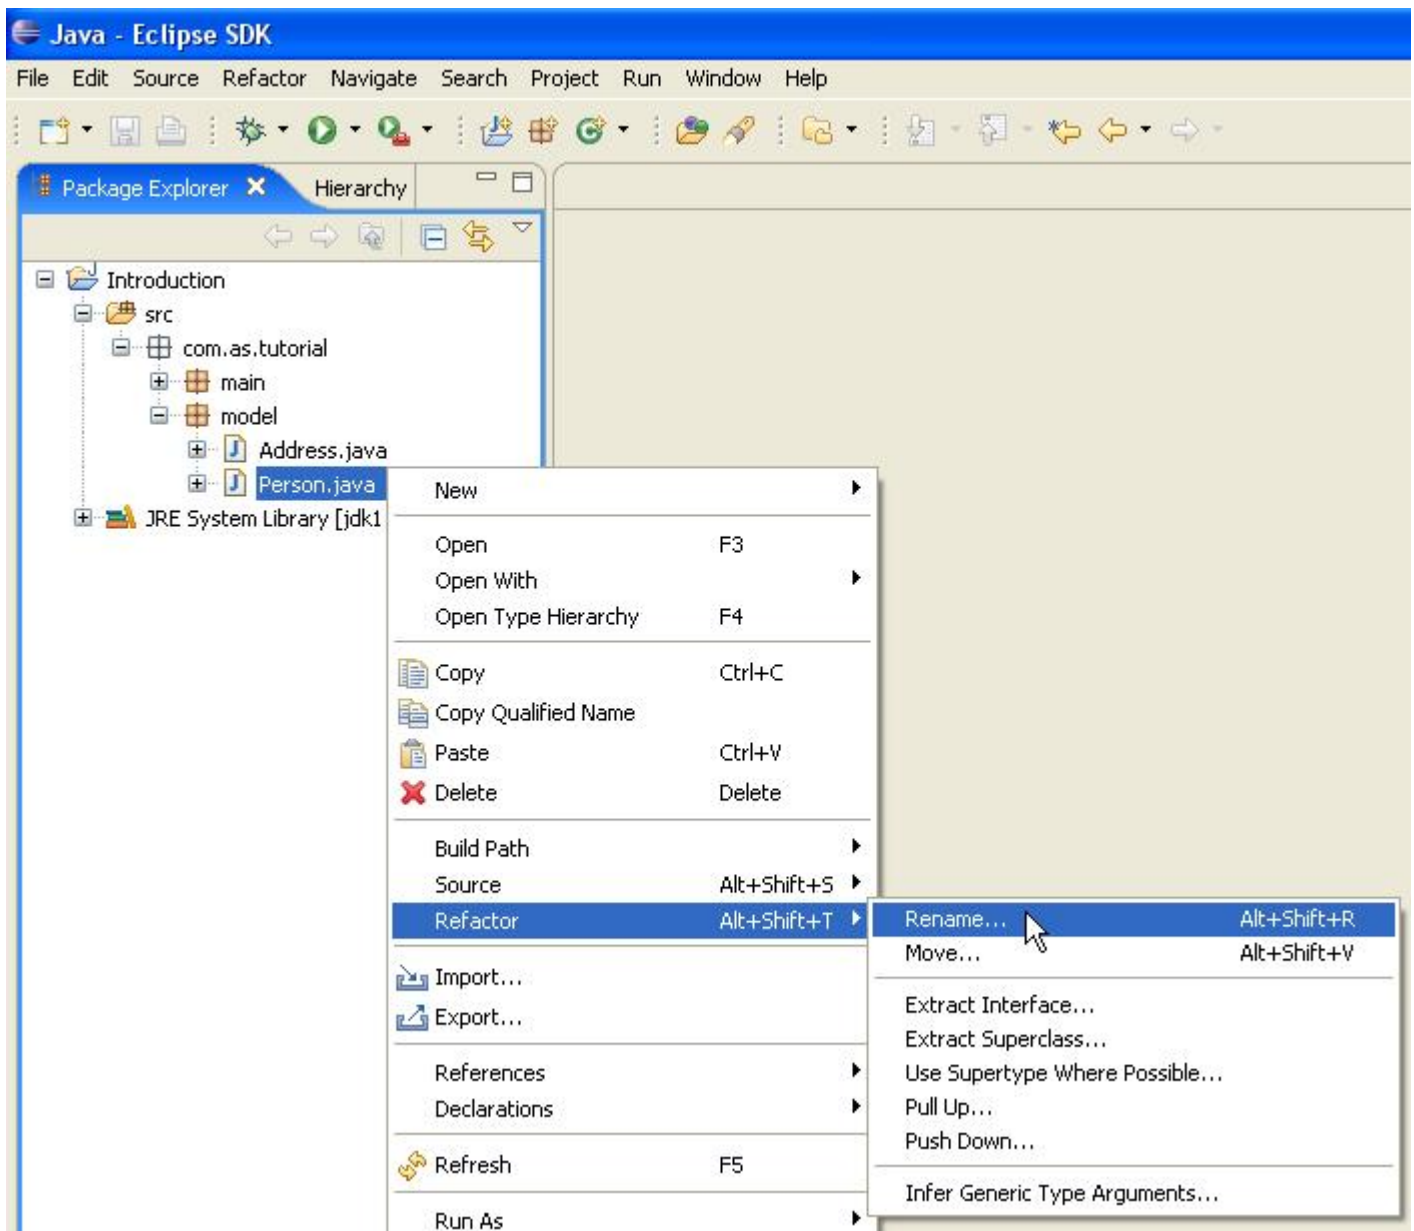 Java - Eclipse SDK
File Edit Source Refactor Navigate Search Project Run Window Help
Package Explorer Hierarchy
Introduction
src
com.as.tutorial
main
model
Address.java
Person.java
JRE System Library [jdk1
New
Open F3
Open With
Open Type Hierarchy F4
Copy Ctrl+C
Copy Qualified Name
Paste Ctrl+V
Delete Delete
Build Path
Source Alt+Shift+S
Refactor Alt+Shift+T
Import...
Export...
References
Declarations
Refresh F5
Run As
Rename... Alt+Shift+R
Move... Alt+Shift+V
Extract Interface...
Extract Superclass...
Use Supertype Where Possible...
Pull Up...
Push Down...
Infer Generic Type Arguments...